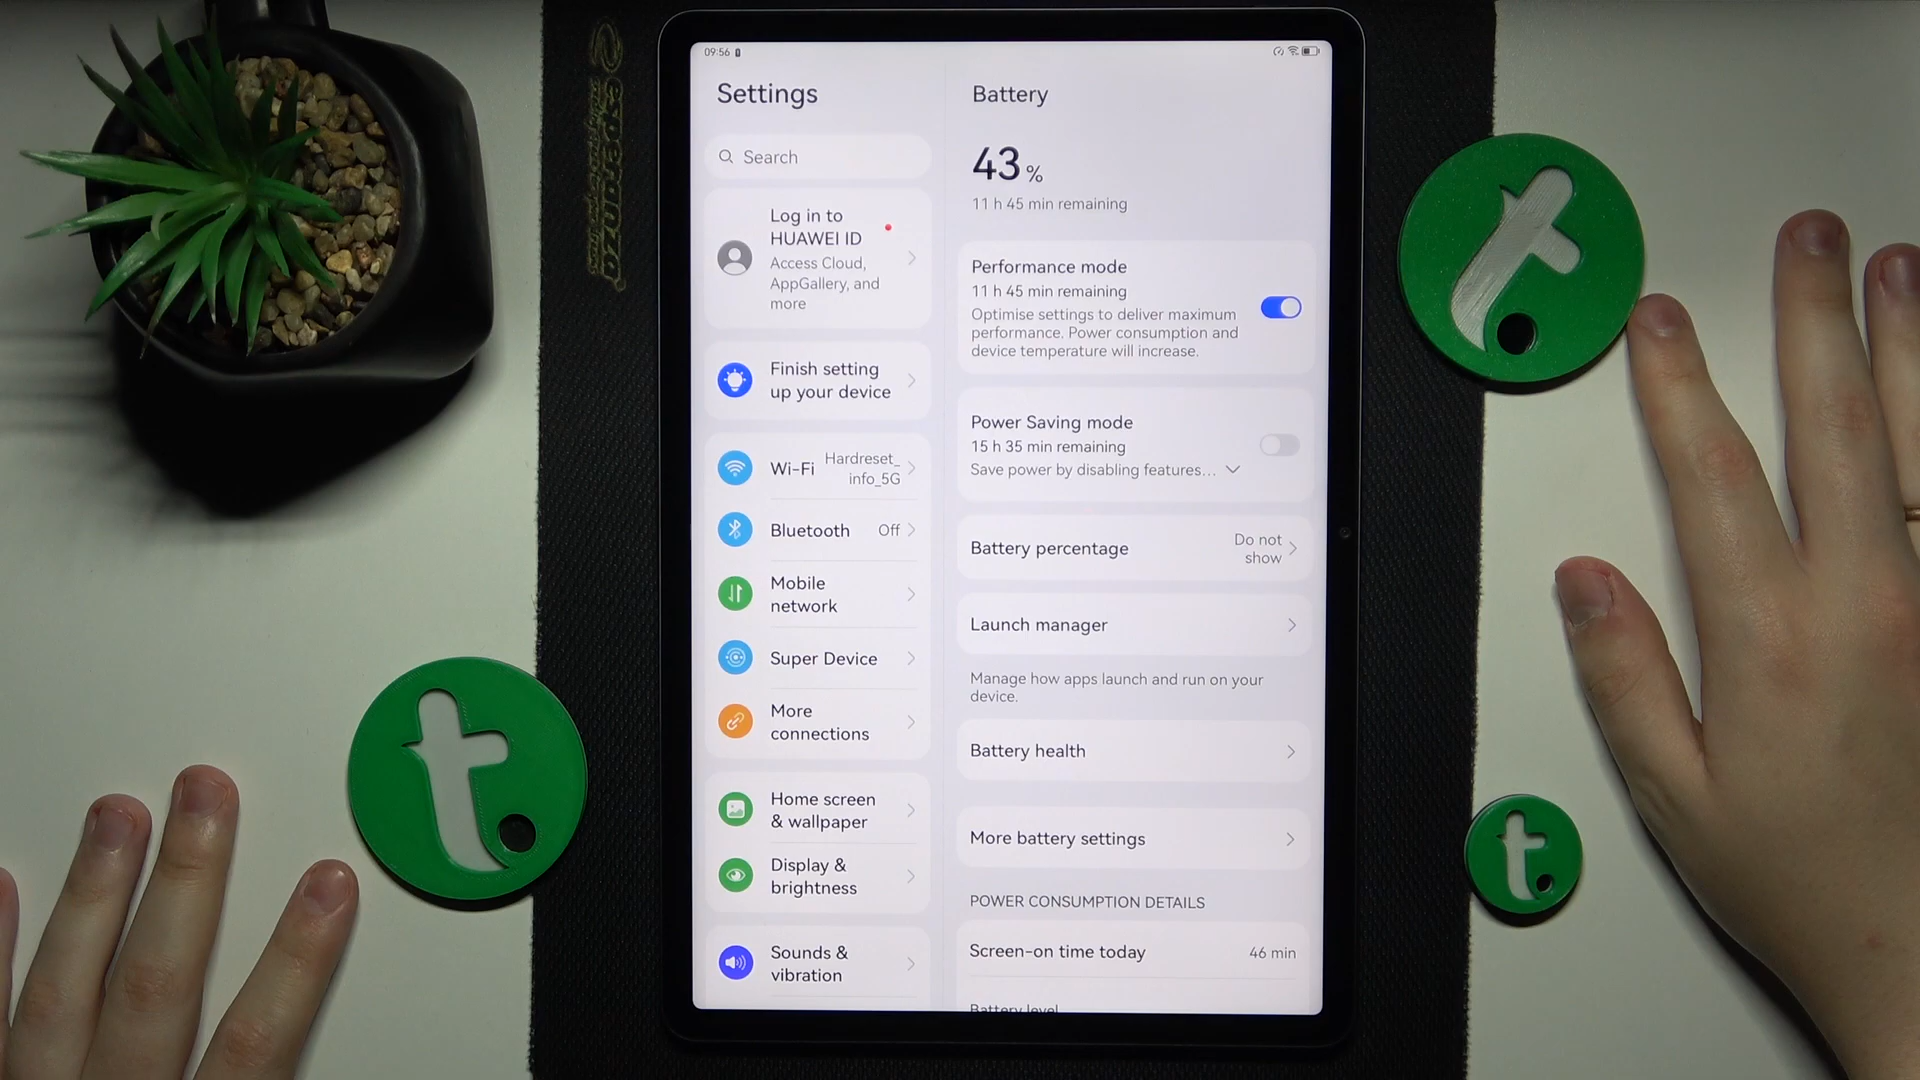 09:56
Settings
Search
Log in to
HUAWEI ID
Access Cloud,
AppGallery, and
more
Finish setting
up your device
Wi-Fi
Hardreset_
info_5G
Bluetooth
Off
Mobile
network
Super Device
More
connections
Home screen
& wallpaper
Display &
brightness
Sounds &
vibration
Battery
43 %
11 h 45 min remaining
Performance mode
11 h 45 min remaining
Optimise settings to deliver maximum
performance. Power consumption and
device temperature will increase.
Power Saving mode
15 h 35 min remaining
Save power by disabling features...
Battery percentage
Do not
show
Launch manager
Manage how apps launch and run on your
device.
Battery health
More battery settings
POWER CONSUMPTION DETAILS
Screen-on time today
46 min
Battery level
esperanza
t
t
t